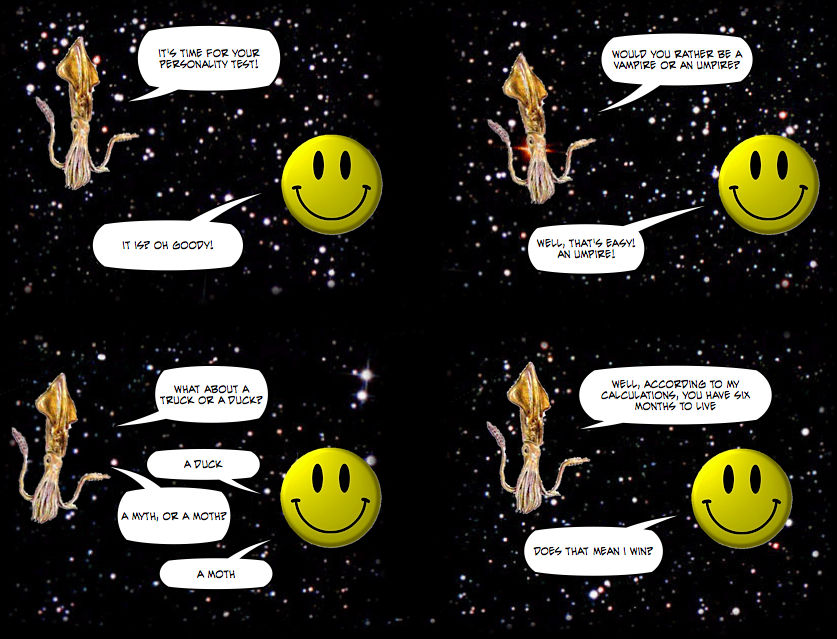 IT'S TIME FOR YOUR
PERSONALITY TEST!
IT IS? OH GOODY!
WOULD YOU RATHER BE A
VAMPIRE OR AN UMPIRE?
WELL, THAT'S EASY!
AN UMPIRE!
WHAT ABOUT A
TRUCK OR A DUCK?
A DUCK
A MYTH, OR A MOTH?
A MOTH
WELL, ACCORDING TO MY
CALCULATIONS, YOU HAVE SIX
MONTHS TO LIVE
DOES THAT MEAN I WIN?